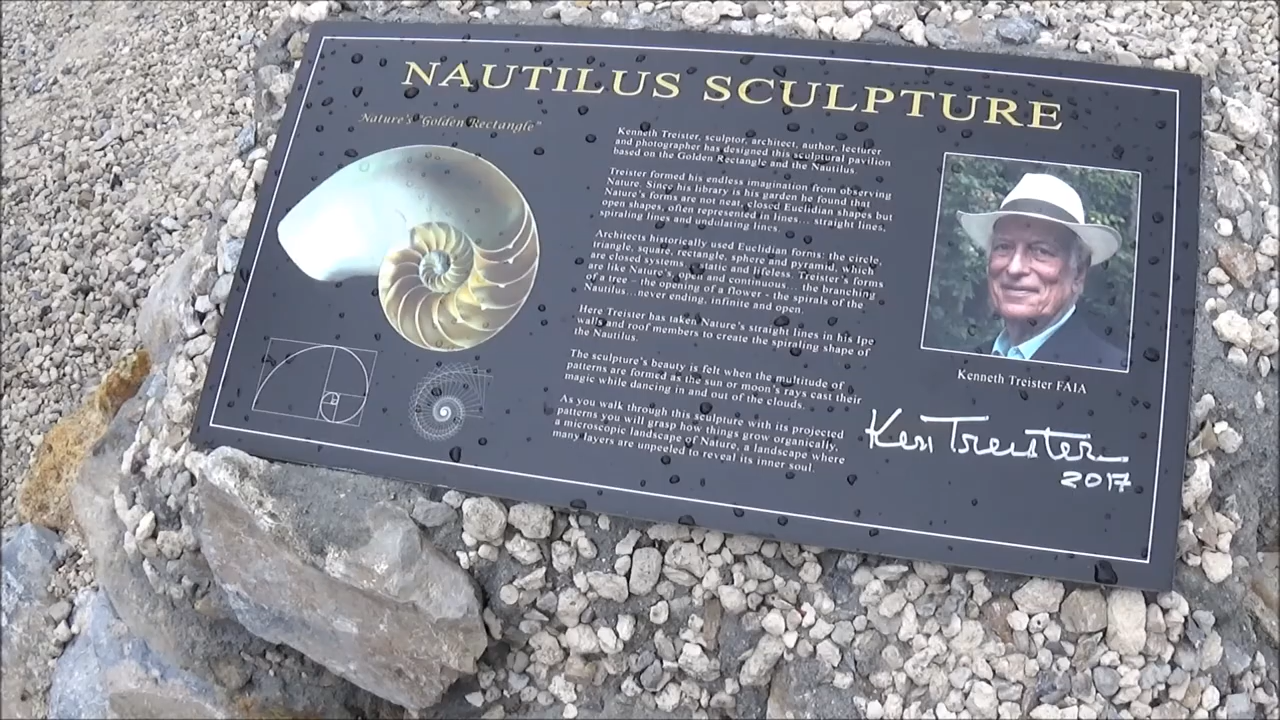 NAUTILUS SCULPTURE
Nature's "Golden Rectangle"
Kenneth Treister, sculptor, architect, author, lecturer
and photographer has designed this sculptural pavilion
based on the Golden Rectangle and the Nautilus.
Treister formed his endless imagination from observing
Nature. Since his library is his garden he found that
Nature's forms are not neat, closed Euclidian shapes but
open shapes, often represented in lines... straight lines,
spiraling lines and undulating lines.
Architects historically used Euclidian forms: the circle,
triangle, square, rectangle, sphere and pyramid, which
are closed systems - static and lifeless. Treister's forms
are like Nature's, open and continuous... the branching
of a tree - the opening of a flower - the spirals of the
Nautilus...never ending, infinite and open.
Here Treister has taken Nature's straight lines in his Ipe
walls and roof members to create the spiraling shape of
the Nautilus.
The sculpture's beauty is felt when the multitude of
patterns are formed as the sun or moon's rays cast their
magic while dancing in and out of the clouds.
As you walk through this sculpture with its projected
patterns you will grasp how things grow organically,
a microscopic landscape of Nature, a landscape where
many layers are unpeeled to reveal its inner soul.
Kenneth Treister FAIA
Ken Treister
2017